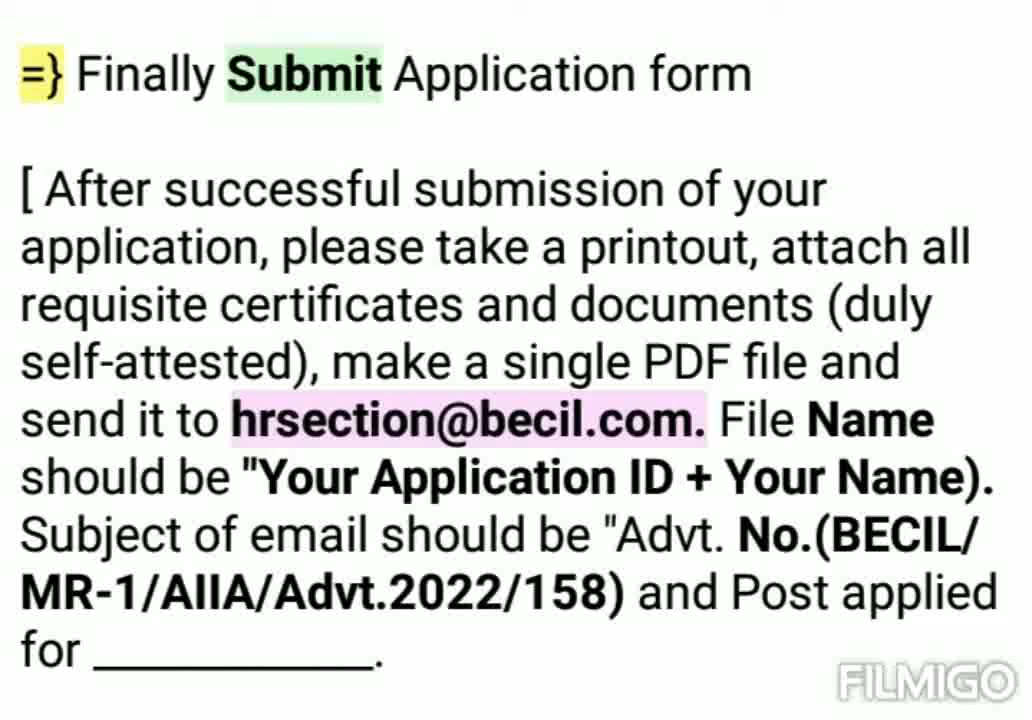 =} Finally Submit Application form
[ After successful submission of your
application, please take a printout, attach all
requisite certificates and documents (duly
self-attested), make a single PDF file and
send it to hrsection@becil.com. File Name
should be "Your Application ID + Your Name).
Subject of email should be "Advt. No.(BECIL/
MR-1/AIIA/Advt.2022/158) and Post applied
for ____________.
FILMIGO